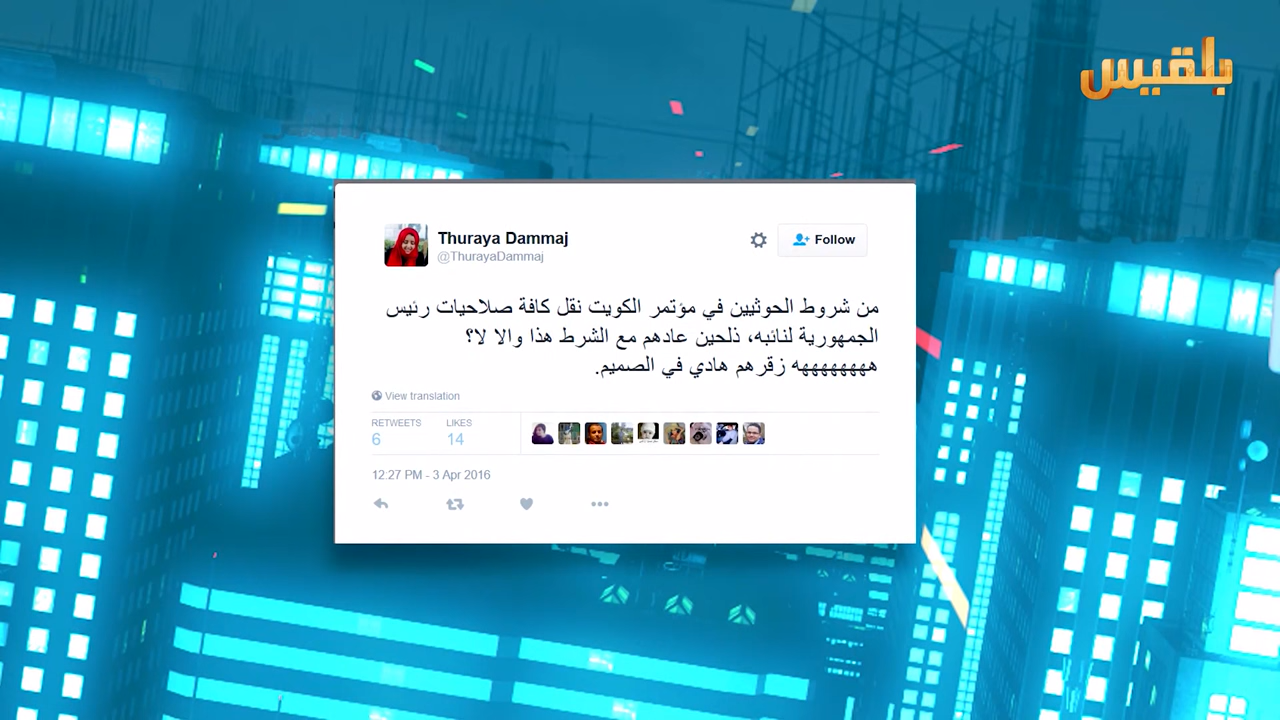 بلقيس
Thuraya Dammaj
@ThurayaDammaj
Follow
من شروط الحوثيين في مؤتمر الكويت نقل كافة صلاحيات رئيس
الجمهورية لنائبه، ذلحين عادهم مع الشرط هذا والا لا؟
ههههههههه زقرهم هادي في الصميم.
View translation
RETWEETS LIKES
6 14
12:27 PM - 3 Apr 2016